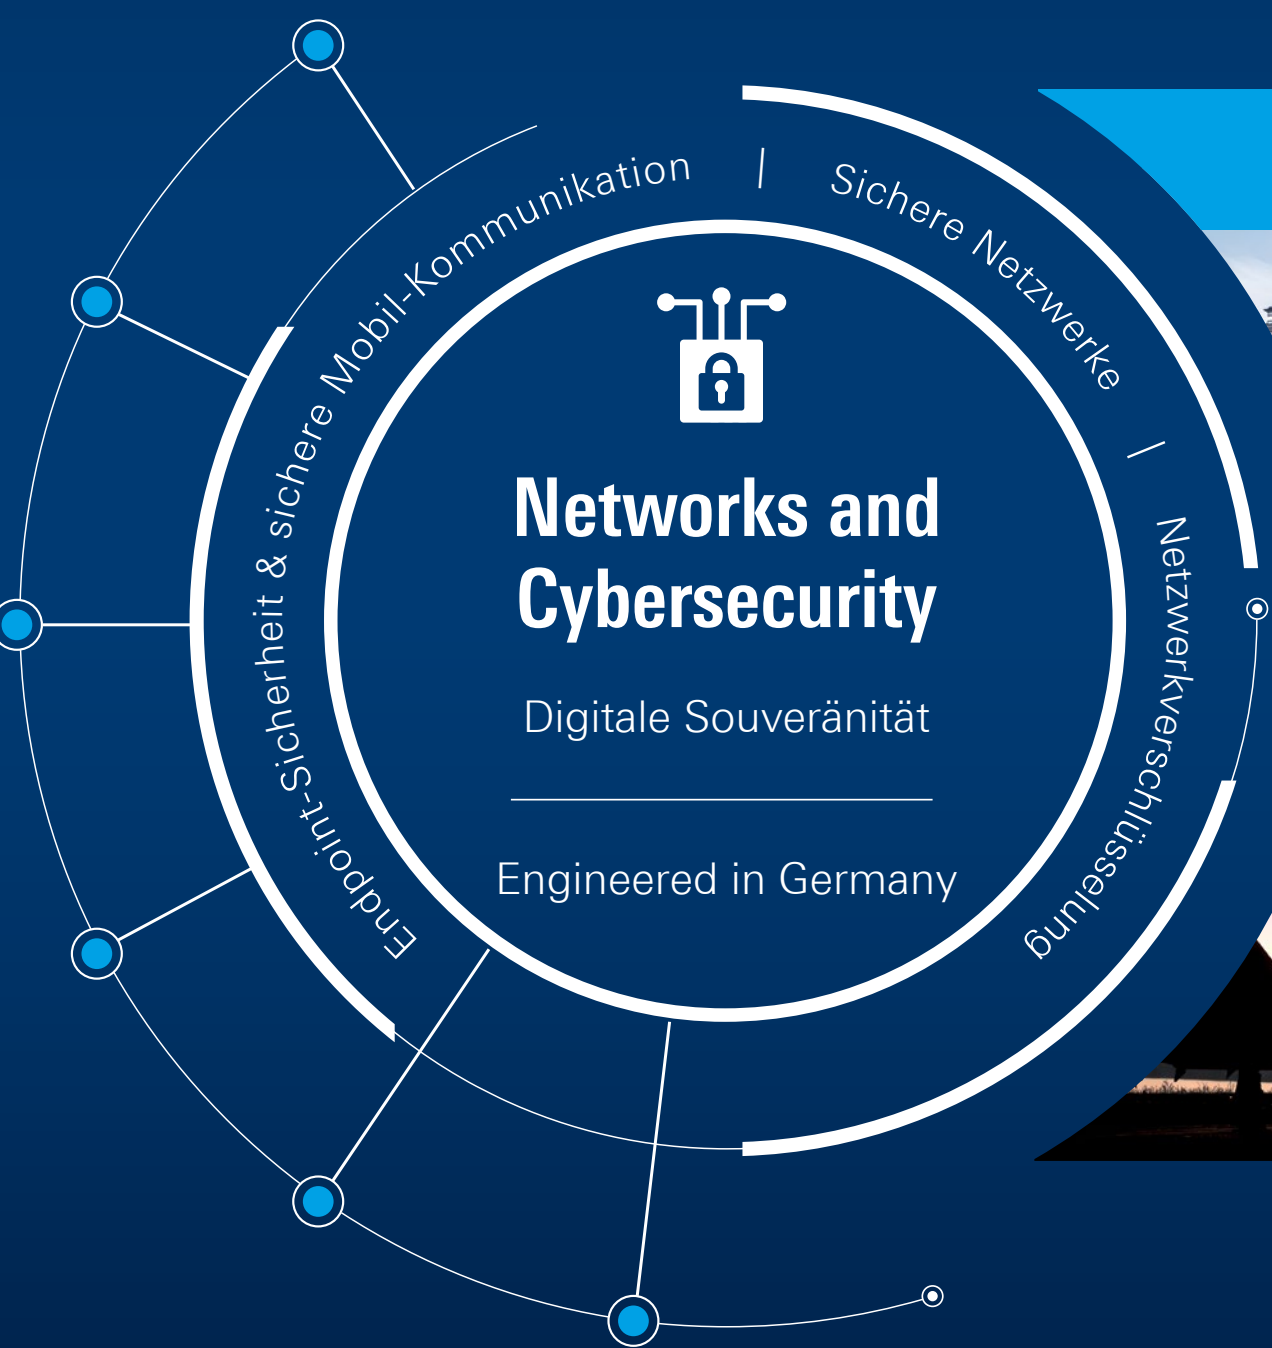 Endpoint-Sicherheit & sichere Mobil-Kommunikation | Sichere Netzwerke | Netzwerkverschlüsselung
Networks and
Cybersecurity
Digitale Souveränität
Engineered in Germany